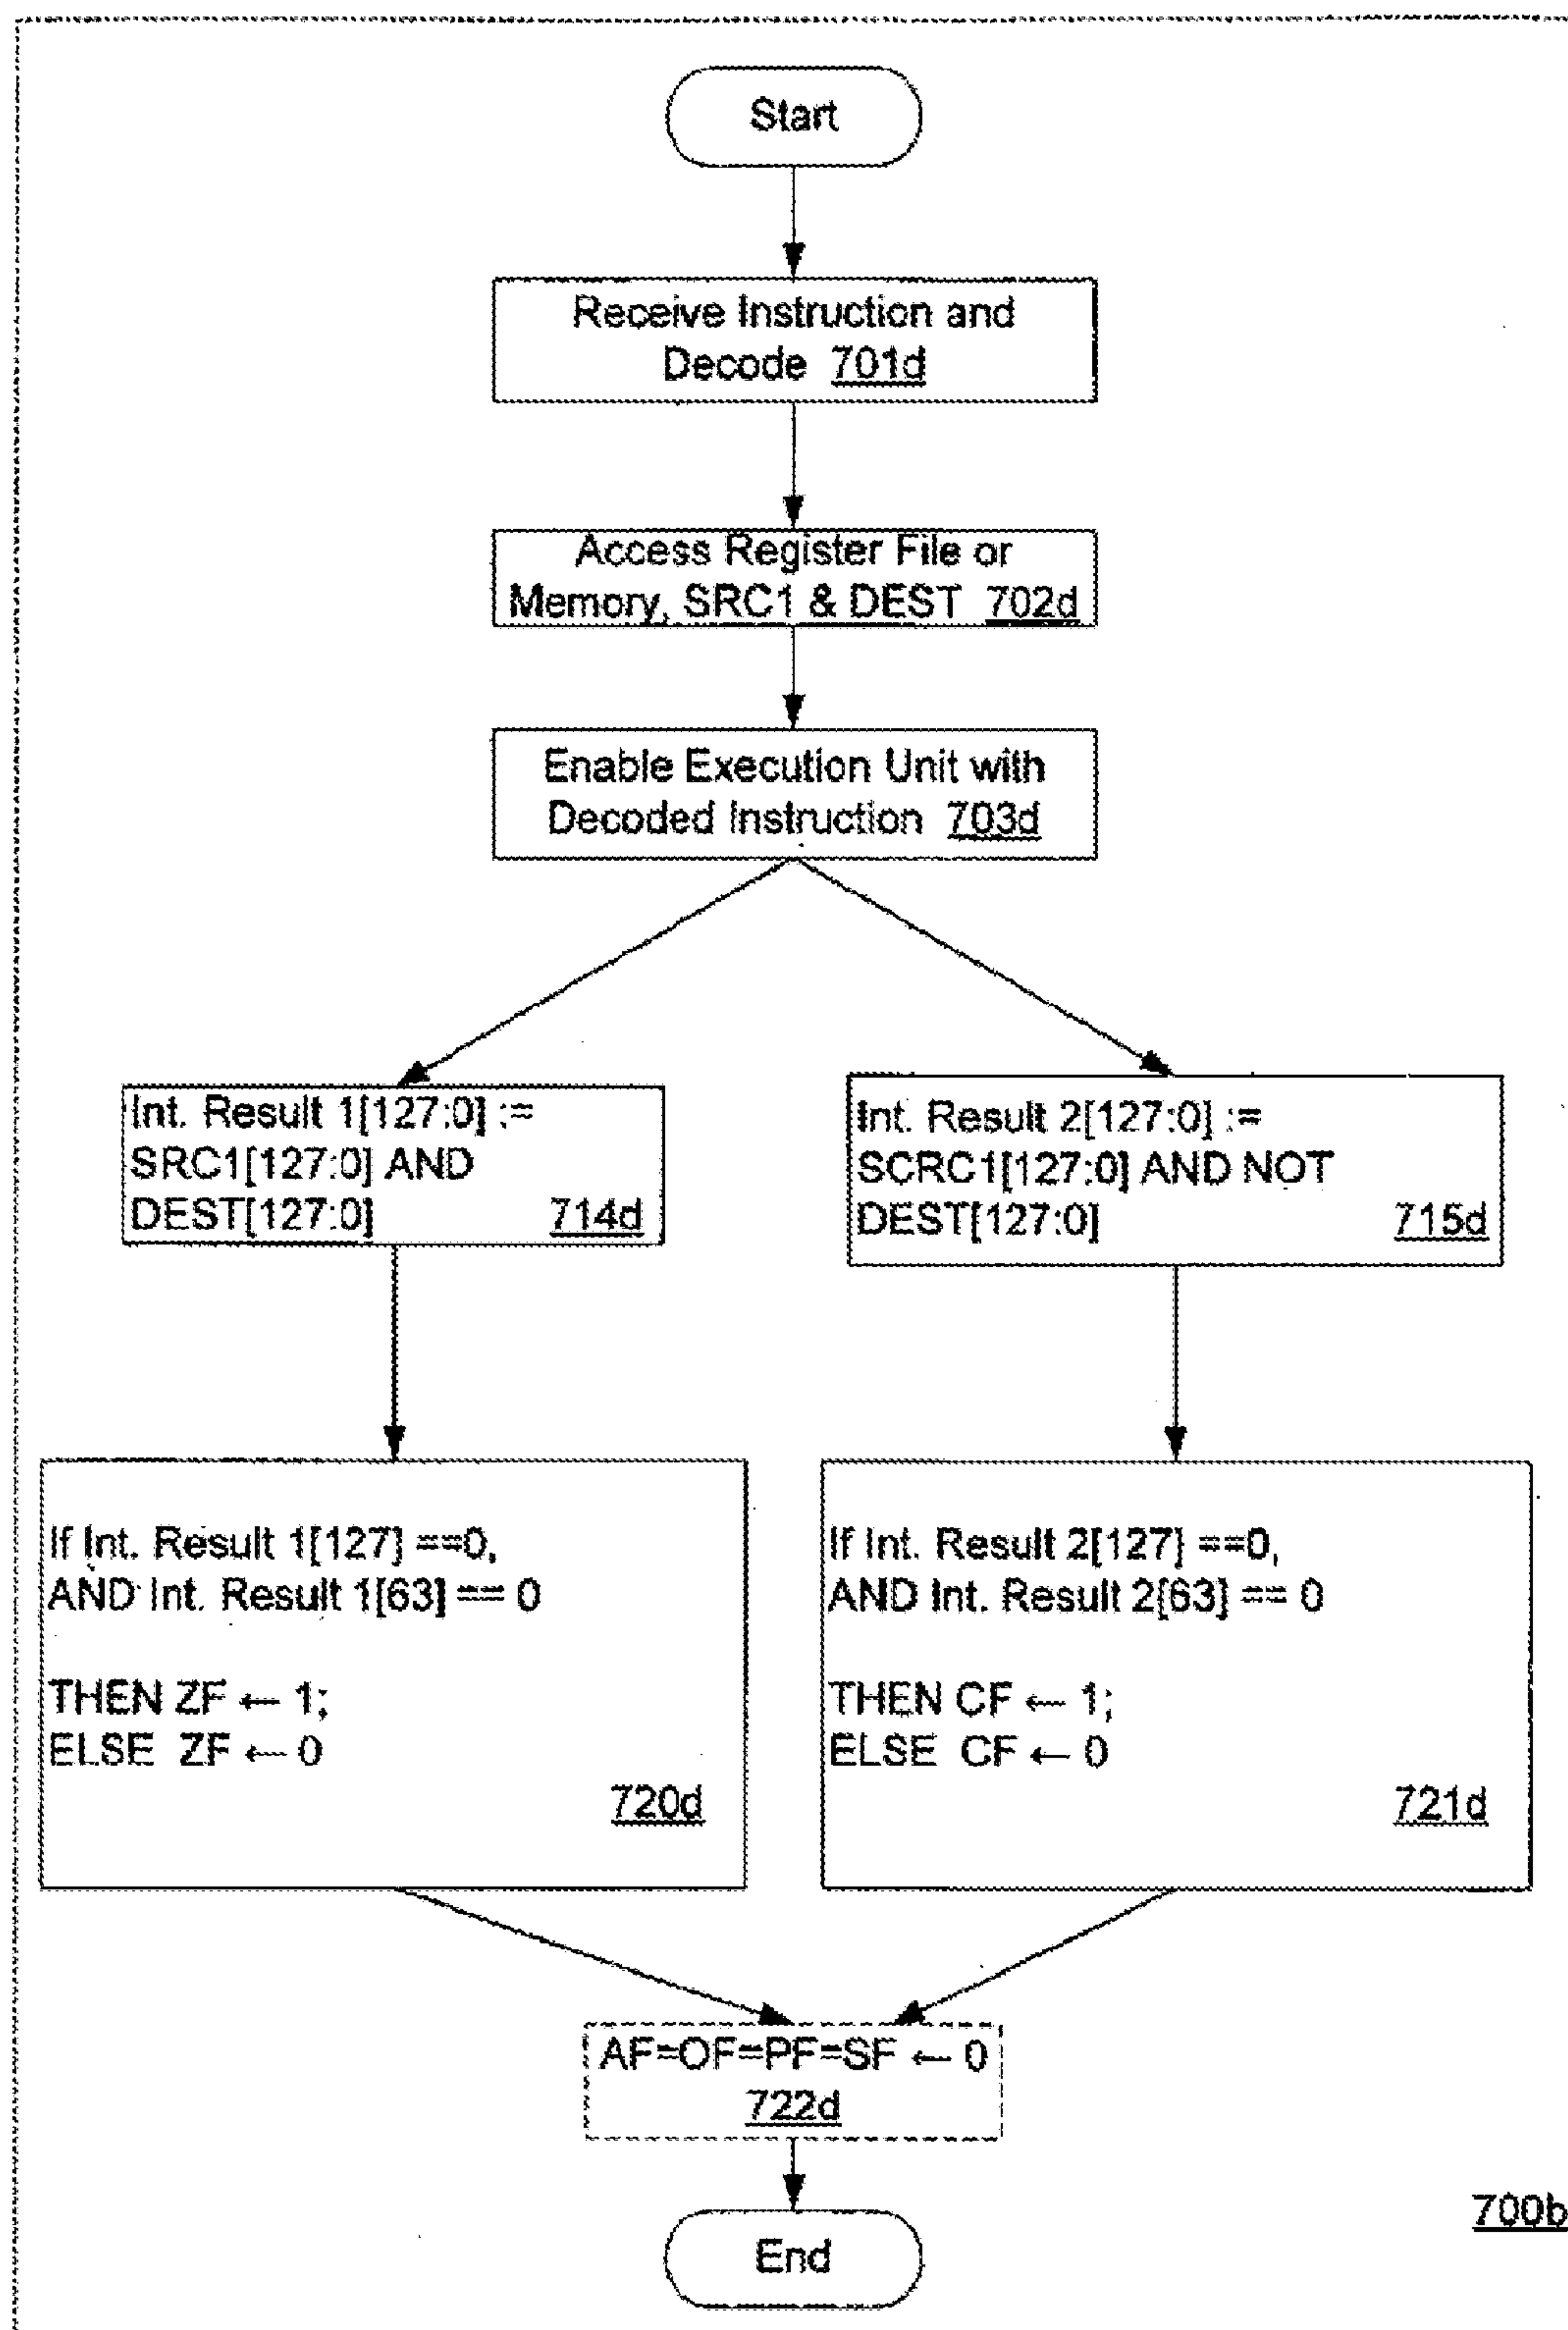 Start
Receive Instruction and
Decode 701d
Access Register File or
Memory, SRC1 & DEST 702d
Enable Execution Unit with
Decoded Instruction 703d
Int. Result 1[127:0] :=
SRC1[127:0] AND
DEST[127:0] 714d
Int. Result 2[127:0] :=
SCRC1[127:0] AND NOT
DEST[127:0] 715d
If Int. Result 1[127] ==0,
AND Int. Result 1[63] == 0
THEN ZF ← 1;
ELSE ZF ← 0
720d
If Int. Result 2[127] ==0,
AND Int. Result 2[63] == 0
THEN CF ← 1;
ELSE CF ← 0
721d
AF=OF=PF=SF ← 0
722d
End
700b